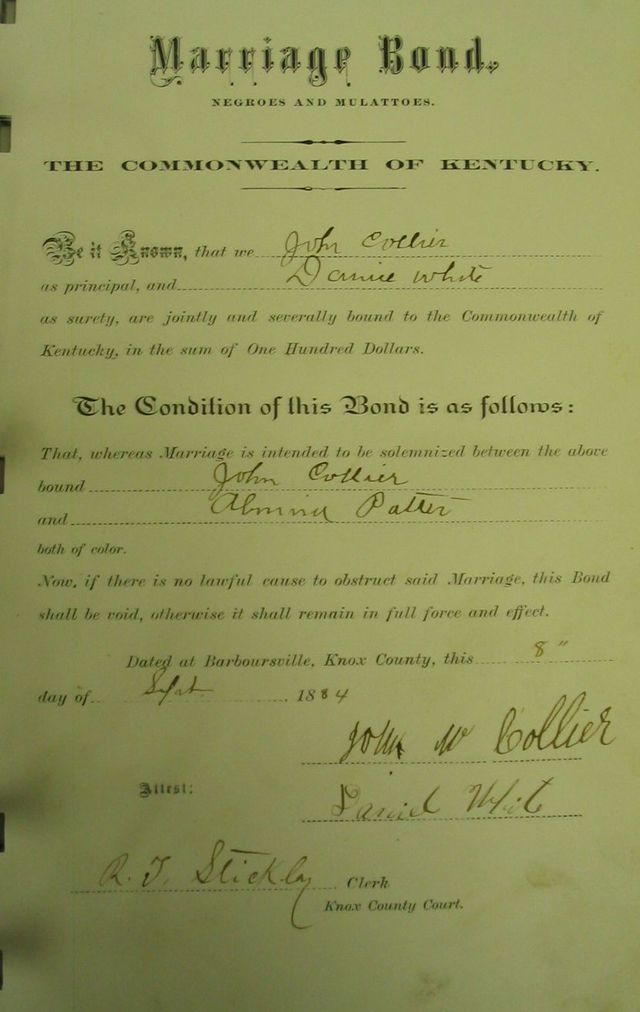 Marriage Bond.
NEGROES AND MULATTOES.
THE COMMONWEALTH OF KENTUCKY.
Be it Known, that we John Collier
as principal, and Daniel White
as surety, are jointly and severally bound to the Commonwealth of
Kentucky, in the sum of One Hundred Dollars.
The Condition of this Bond is as follows:
That, whereas Marriage is intended to be solemnized between the above
bound John Collier
and Almina
both of color.
Now, if there is no lawful cause to obstruct said Marriage, this Bond
shall be void, otherwise it shall remain in full force and effect.
Dated at Barboursville, Knox County, this 8"
day of Sept. 1884
John W Collier
Attest:
Daniel White
R. T. Stickly Clerk
Knox County Court.